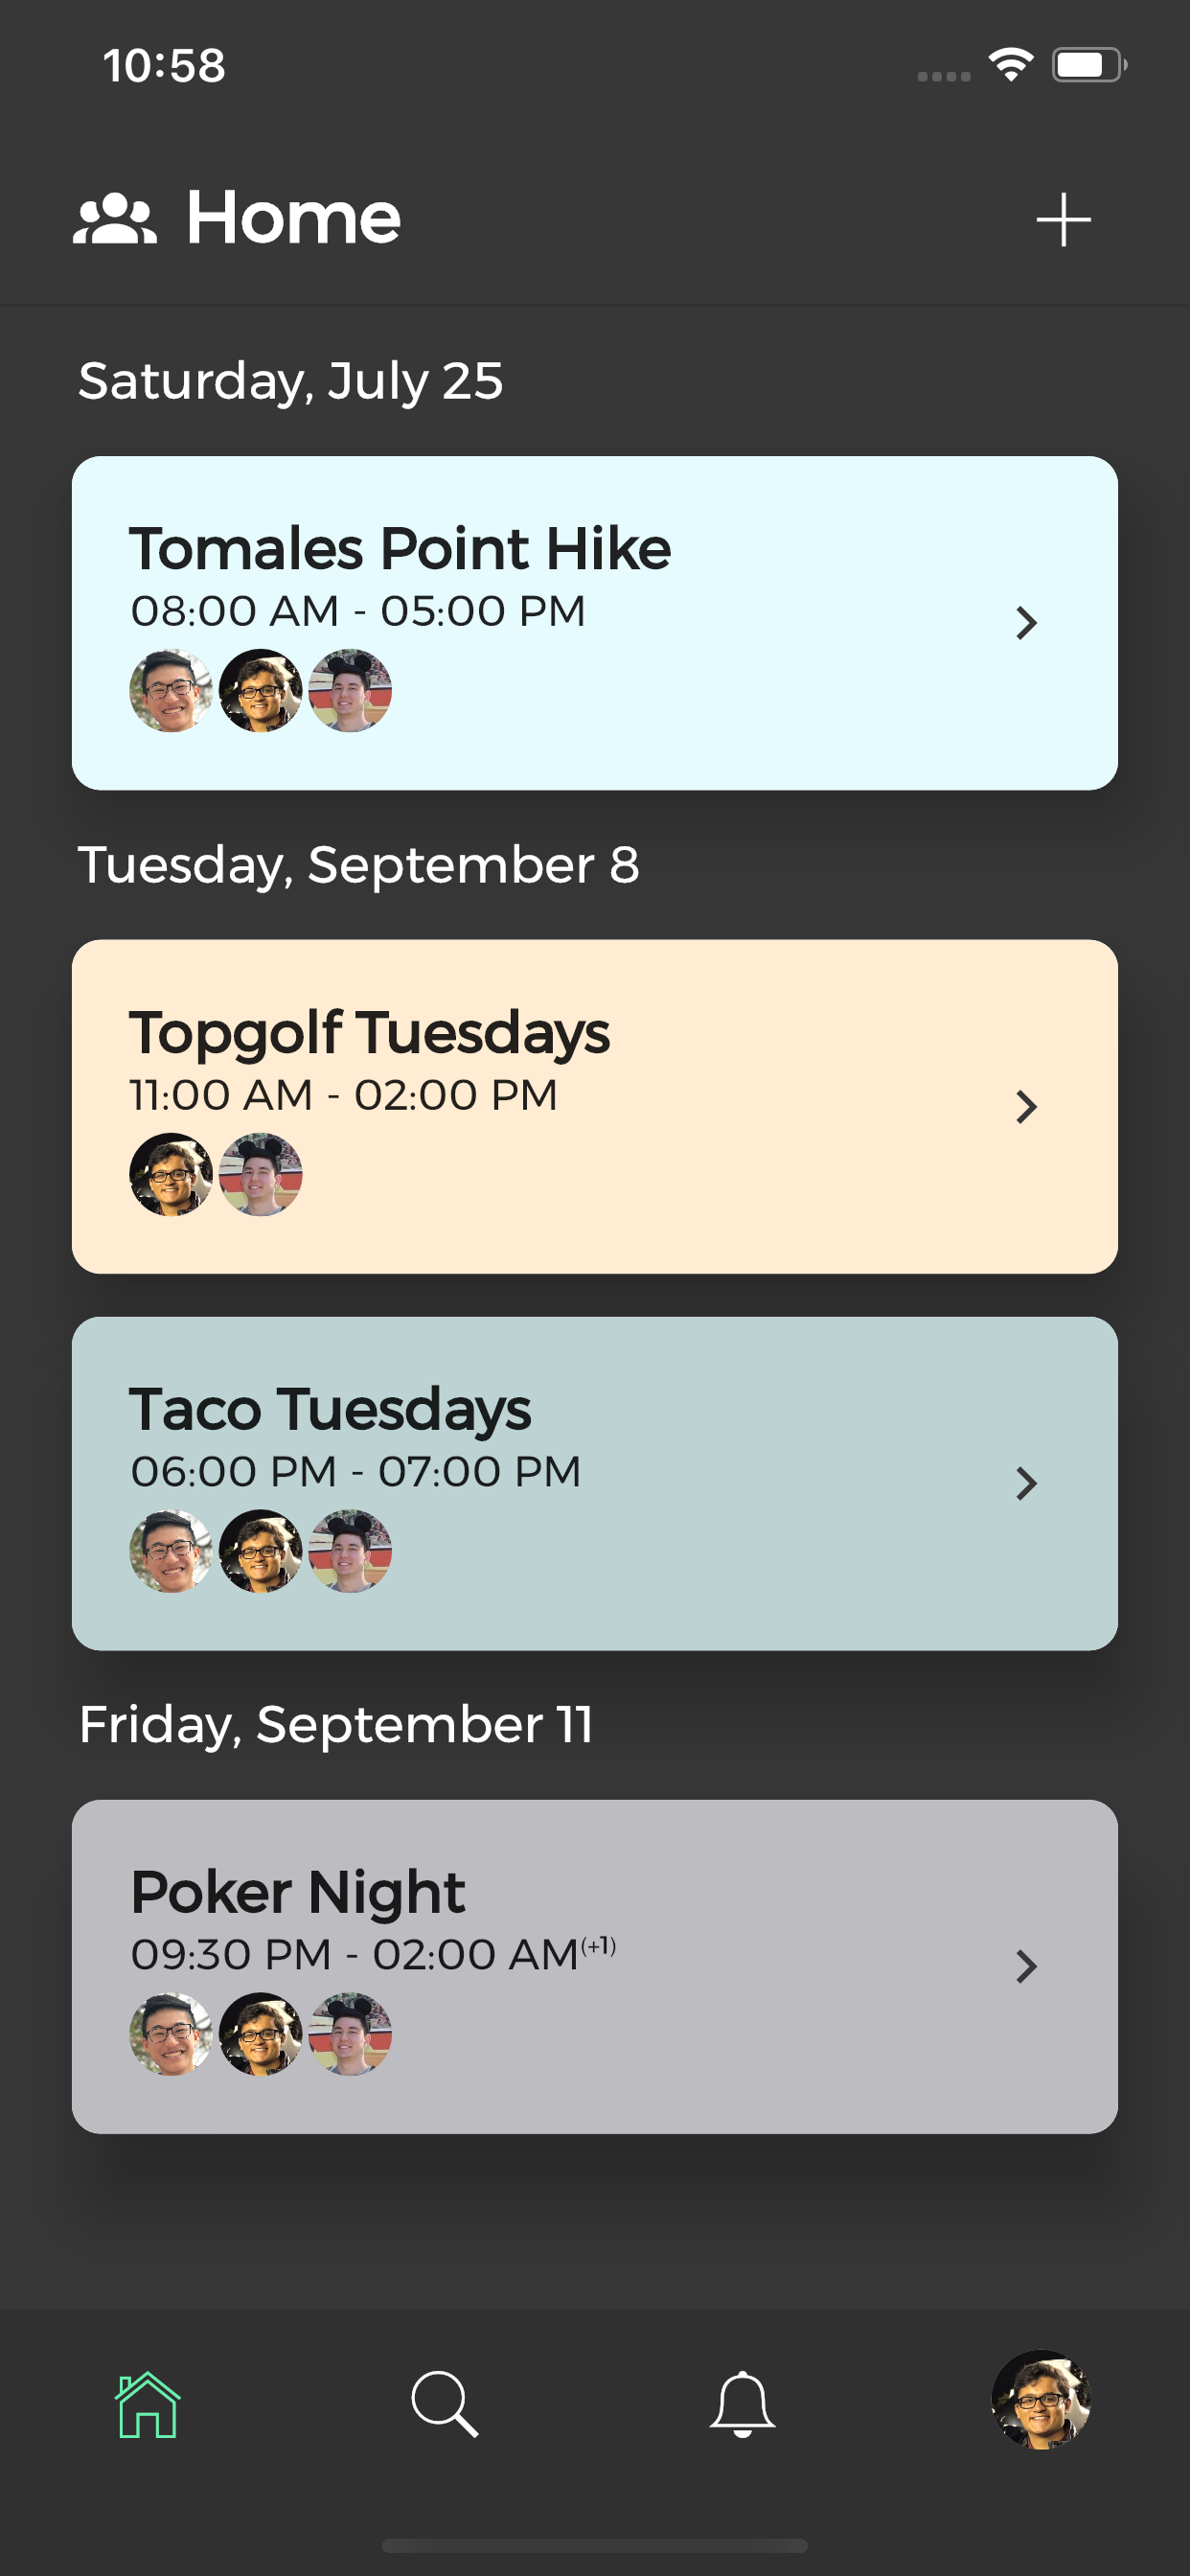 10:58
Home
Saturday, July 25
Tomales Point Hike
08:00 AM - 05:00 PM
Tuesday, September 8
Topgolf Tuesdays
11:00 AM - 02:00 PM
Taco Tuesdays
06:00 PM - 07:00 PM
Friday, September 11
Poker Night
09:30 PM - 02:00 AM(+1)